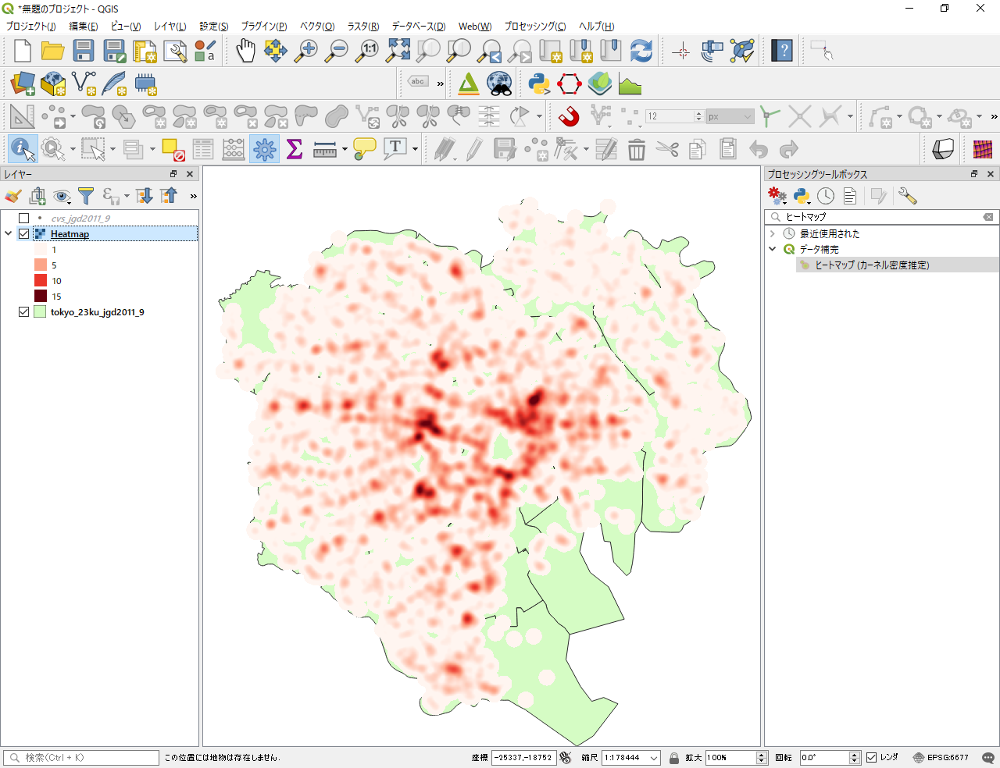 *無題のプロジェクト - QGIS
プロジェクト(J) 編集(E) ビュー(V) レイヤ(L) 設定(S) プラグイン(P) ベクタ(O) ラスタ(R) データベース(D) Web(W) プロセッシング(C) ヘルプ(H)
1:1
a
abc
»
12 px
»
T
レイヤー
»
cvs_jgd2011_9
Heatmap
1
5
10
15
tokyo_23ku_jgd2011_9
プロセッシングツールボックス
ヒートマップ
最近使用された
データ補完
ヒートマップ (カーネル密度推定)
検索(Ctrl + K) この位置には地物は存在しません. 座標 -25337,-18752 縮尺 1:178444 拡大 100% 回転 0.0° レンダ EPSG:6677